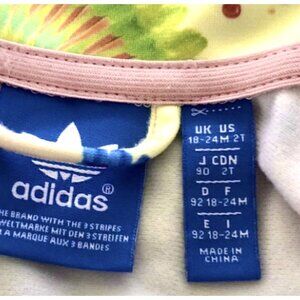 adidas®
THE BRAND WITH THE 3 STRIPES
WELTMARKE MIT DEN 3 STREIFEN
LA MARQUE AUX 3 BANDES
UK US
18-24M 2T
J CDN
90 2T
D F
92 18-24M
E I
92 18-24M
MADE IN
CHINA